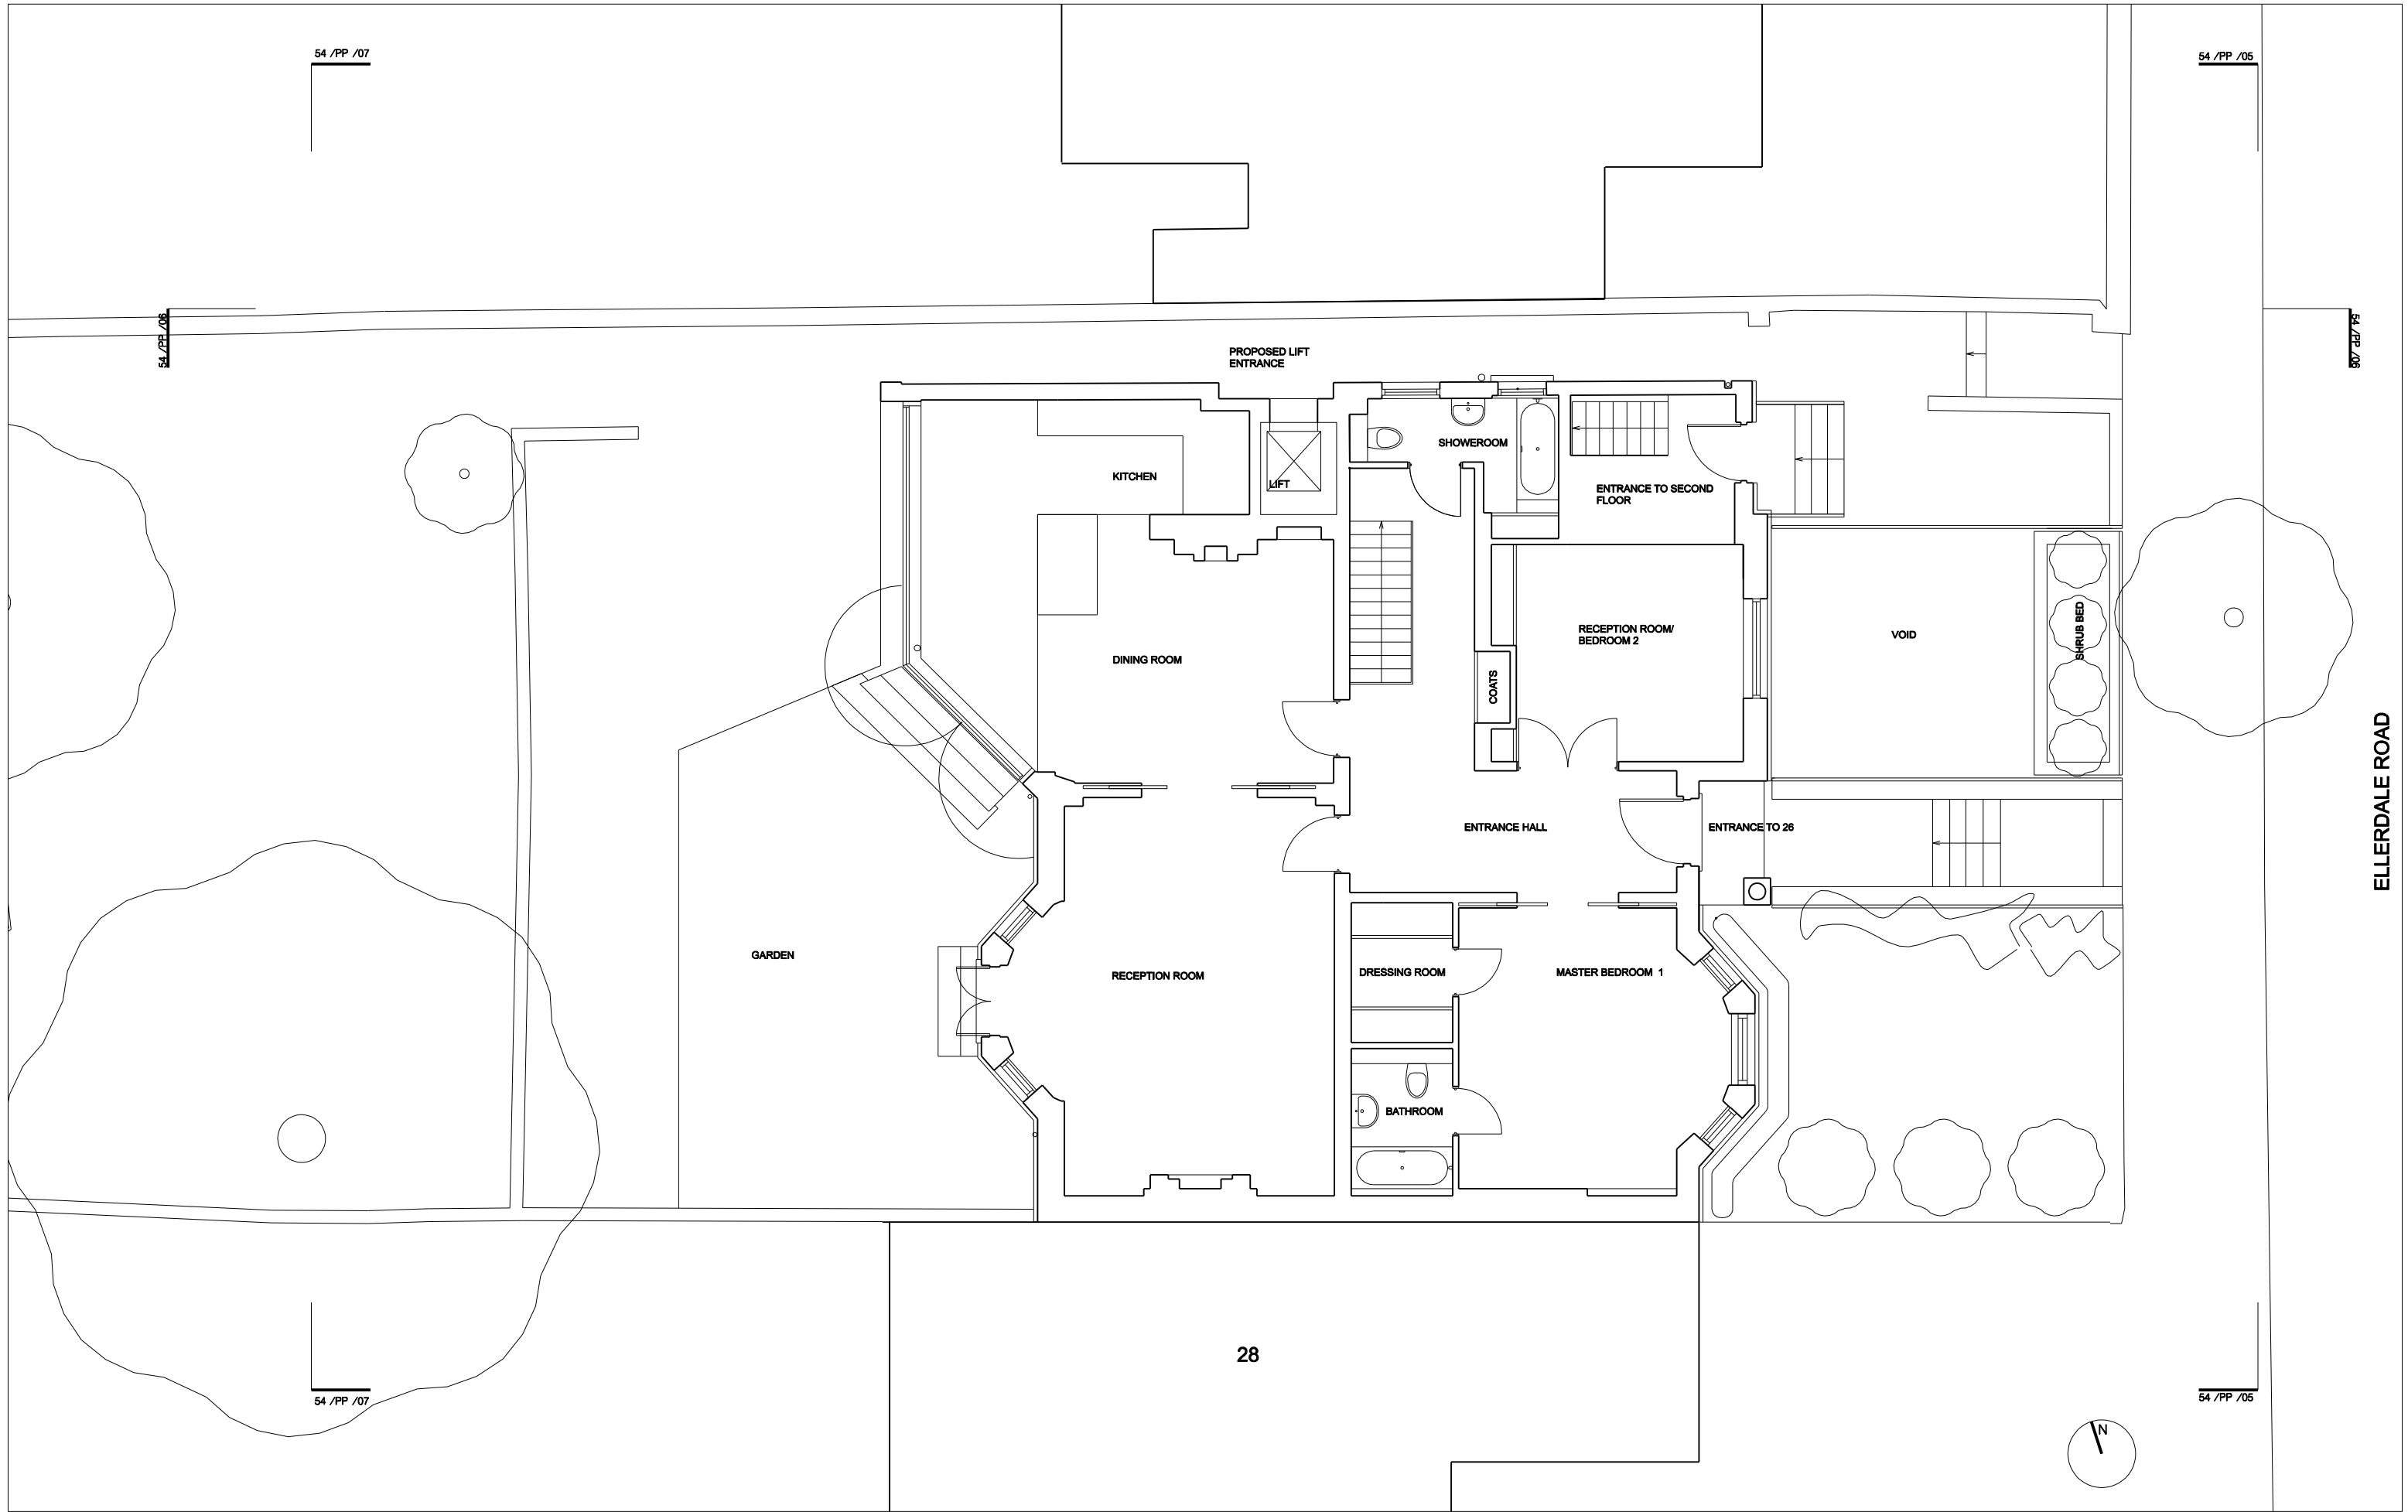 54 /PP /07
54 /PP /05
54 /PP /06
54 /PP /06
PROPOSED LIFT
ENTRANCE
KITCHEN
LIFT
SHOWEROOM
ENTRANCE TO SECOND
FLOOR
DINING ROOM
COATS
RECEPTION ROOM/
BEDROOM 2
VOID
SHRUB BED
ELLERDALE ROAD
ENTRANCE HALL
ENTRANCE TO 26
GARDEN
RECEPTION ROOM
DRESSING ROOM
MASTER BEDROOM 1
BATHROOM
28
54 /PP /07
54 /PP /05
N